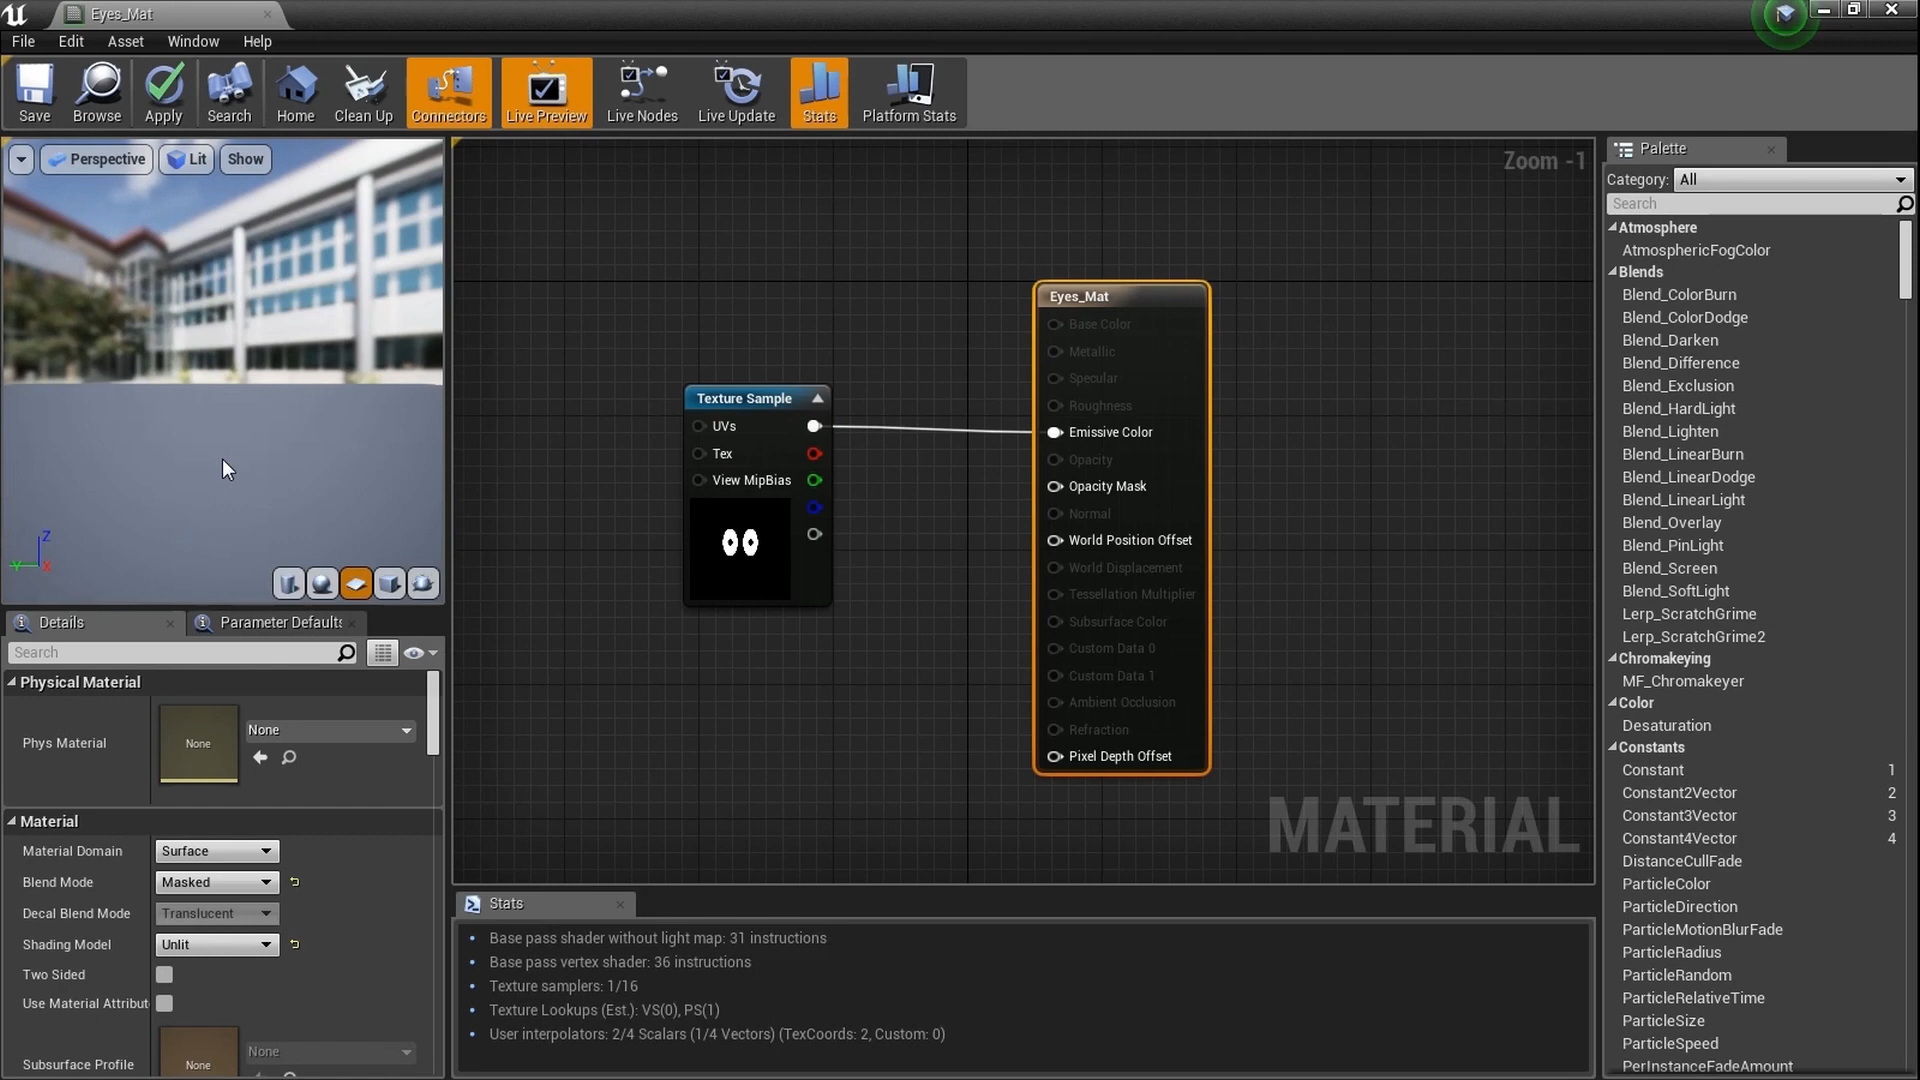 Eyes_Mat
File Edit Asset Window Help
Save Browse Apply Search Home Clean Up Connectors Live Preview Live Nodes Live Update Stats Platform Stats
Perspective Lit Show
Z
Y X
Zoom -1
Texture Sample
UVs
Tex
View MipBias
Eyes_Mat
Base Color
Metallic
Specular
Roughness
Emissive Color
Opacity
Opacity Mask
Normal
World Position Offset
World Displacement
Tessellation Multiplier
Subsurface Color
Custom Data 0
Custom Data 1
Ambient Occlusion
Refraction
Pixel Depth Offset
MATERIAL
Details Parameter Defaults
Search
Physical Material
Phys Material None None
Material
Material Domain Surface
Blend Mode Masked
Decal Blend Mode Translucent
Shading Model Unlit
Two Sided
Use Material Attribut
Subsurface Profile None None
Stats
Base pass shader without light map: 31 instructions
Base pass vertex shader: 36 instructions
Texture samplers: 1/16
Texture Lookups (Est.): VS(0), PS(1)
User interpolators: 2/4 Scalars (1/4 Vectors) (TexCoords: 2, Custom: 0)
Palette
Category: All
Search
Atmosphere
AtmosphericFogColor
Blends
Blend_ColorBurn
Blend_ColorDodge
Blend_Darken
Blend_Difference
Blend_Exclusion
Blend_HardLight
Blend_Lighten
Blend_LinearBurn
Blend_LinearDodge
Blend_LinearLight
Blend_Overlay
Blend_PinLight
Blend_Screen
Blend_SoftLight
Lerp_ScratchGrime
Lerp_ScratchGrime2
Chromakeying
MF_Chromakeyer
Color
Desaturation
Constants
Constant 1
Constant2Vector 2
Constant3Vector 3
Constant4Vector 4
DistanceCullFade
ParticleColor
ParticleDirection
ParticleMotionBlurFade
ParticleRadius
ParticleRandom
ParticleRelativeTime
ParticleSize
ParticleSpeed
PerInstanceFadeAmount